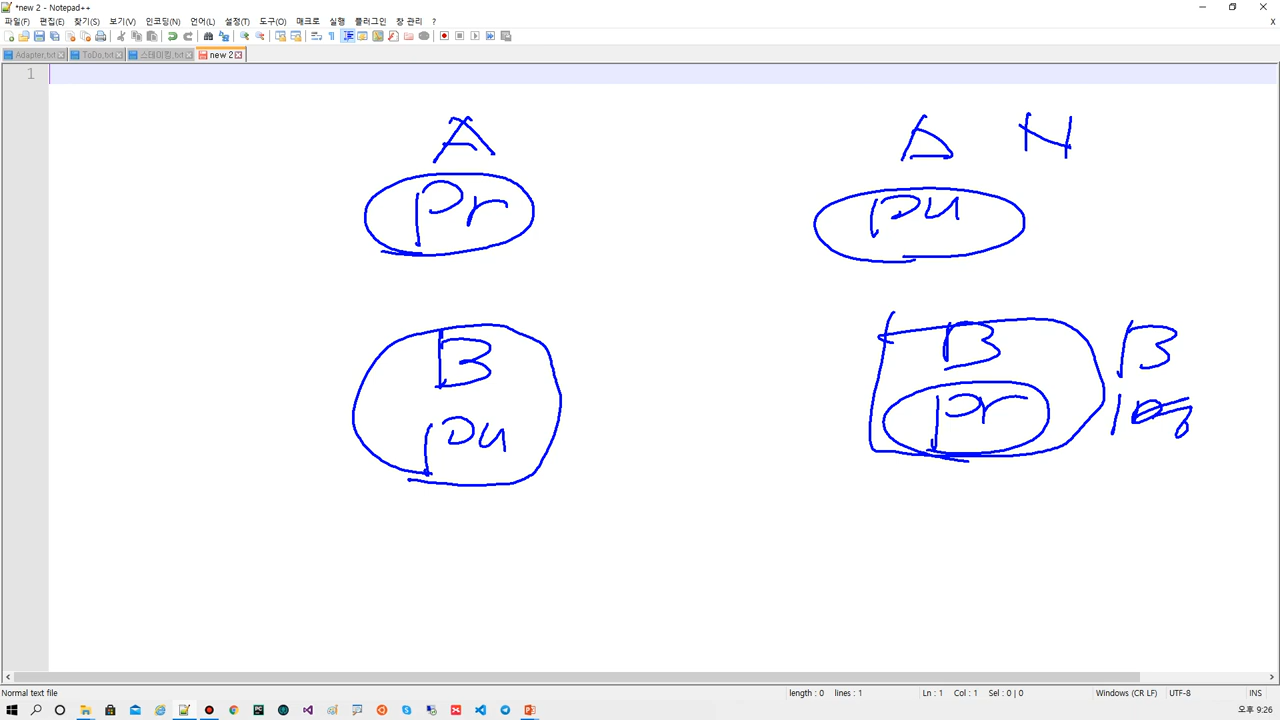 *new 2 - Notepad++
파일(F) 편집(E) 찾기(S) 보기(V) 인코딩(N) 언어(L) 설정(T) 도구(O) 매크로 실행 플러그인 창 관리 ?
X
Adapter.txt ToDo.txt new 2
1
A
Pr
N
Pu
B
Pu
B
Pr
B
Normal text file length : 0 lines : 1 Ln : 1 Col : 1 Sel : 0 | 0 Windows (CR LF) UTF-8 INS
오후 9:26